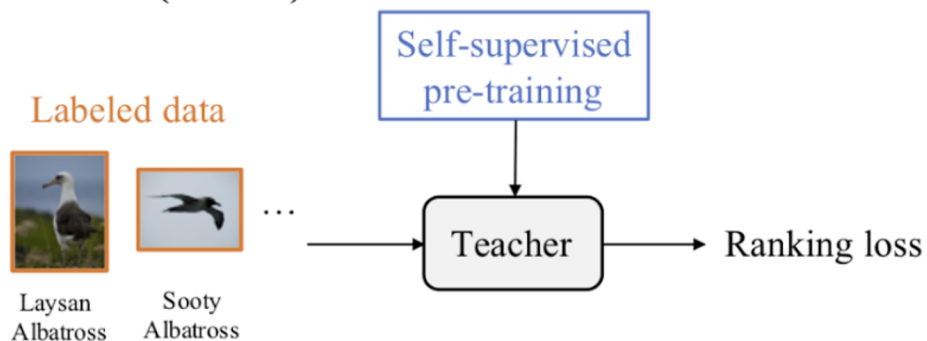 Self-supervised
pre-training
Labeled data
...
Teacher
Ranking loss
Laysan
Albatross
Sooty
Albatross